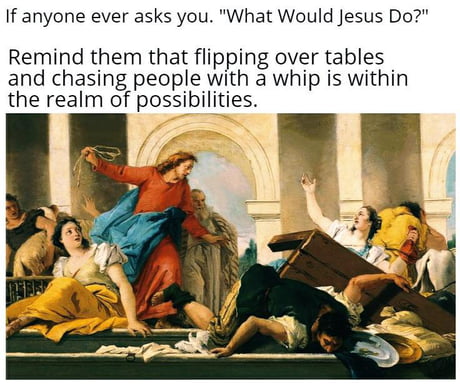 If anyone ever asks you. "What Would Jesus Do?"
Remind them that flipping over tables
and chasing people with a whip is within
the realm of possibilities.